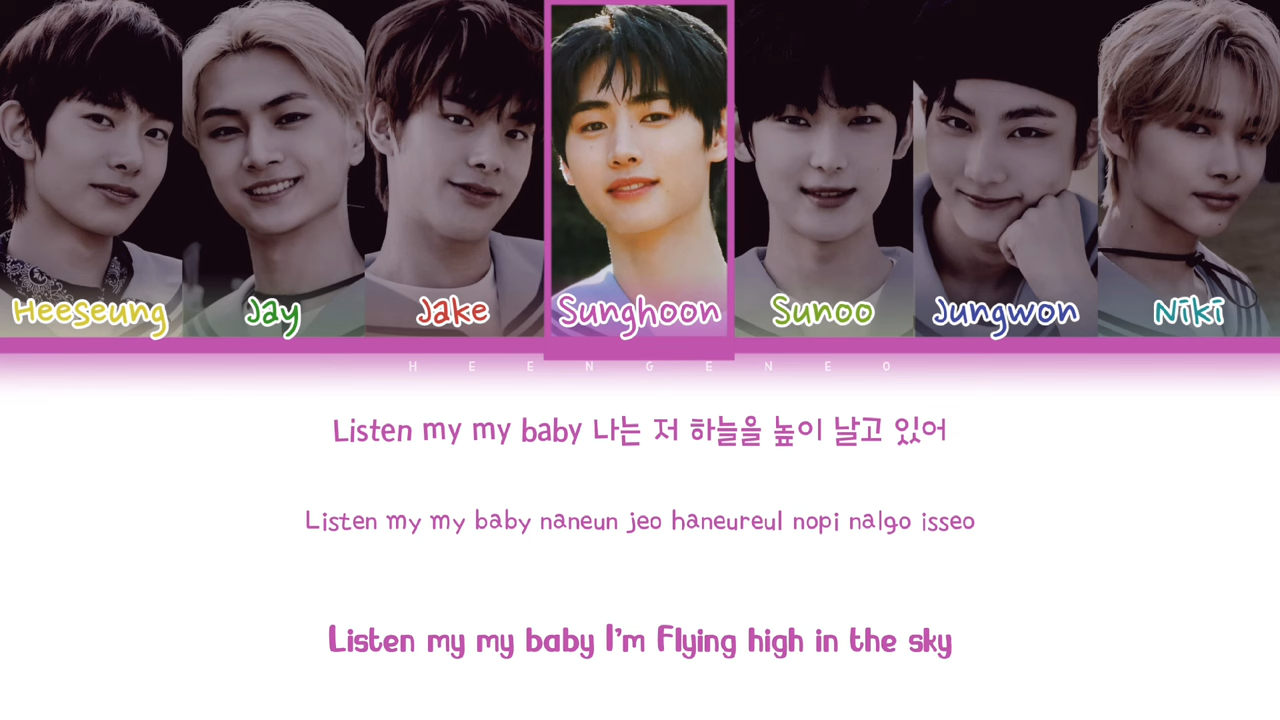 Heeseung Jay Jake Sunghoon Sunoo Jungwon Niki
HEENGENEO
Listen my my baby 나는 저 하늘을 높이 날고 있어
Listen my my baby naneun jeo haneureul nopi nalgo isseo
Listen my my baby I'm Flying high in the sky